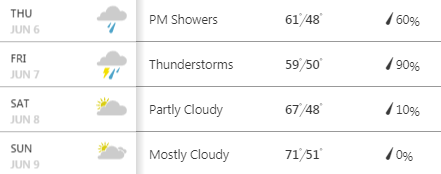 THU
JUN 6
PM Showers 61°/48° 60%
FRI
JUN 7
Thunderstorms 59°/50° 90%
SAT
JUN 8
Partly Cloudy 67°/48° 10%
SUN
JUN 9
Mostly Cloudy 71°/51° 0%